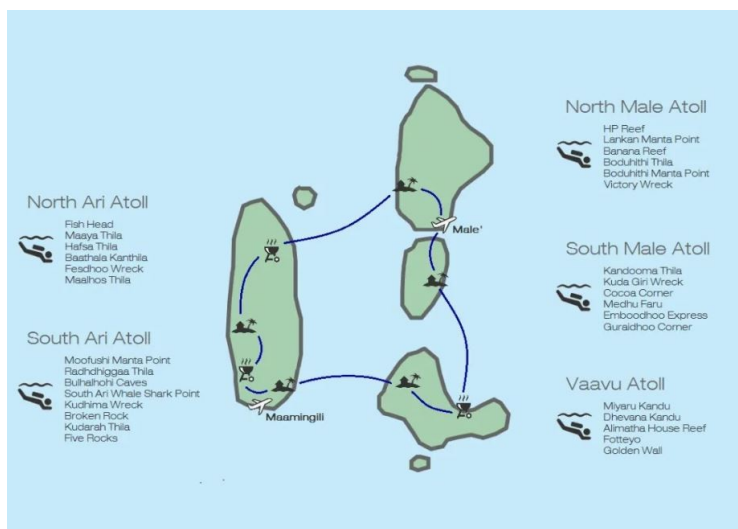 North Ari Atoll
Fish Head
Maaya Thila
Hafsa Thila
Baathala Kanthila
Fesdhoo Wreck
Maalhos Thila
South Ari Atoll
Moofushi Manta Point
Radhdhiggaa Thila
Bulhalhohi Caves
South Ari Whale Shark Point
Kudhima Wreck
Broken Rock
Kudarah Thila
Five Rocks
Male'
Maamingili
North Male Atoll
HP Reef
Lankan Manta Point
Banana Reef
Boduhithi Thila
Boduhithi Manta Point
Victory Wreck
South Male Atoll
Kandooma Thila
Kuda Giri Wreck
Cocoa Corner
Medhu Faru
Emboodhoo Express
Guraidhoo Corner
Vaavu Atoll
Miyaru Kandu
Dhevana Kandu
Alimatha House Reef
Fotteyo
Golden Wall